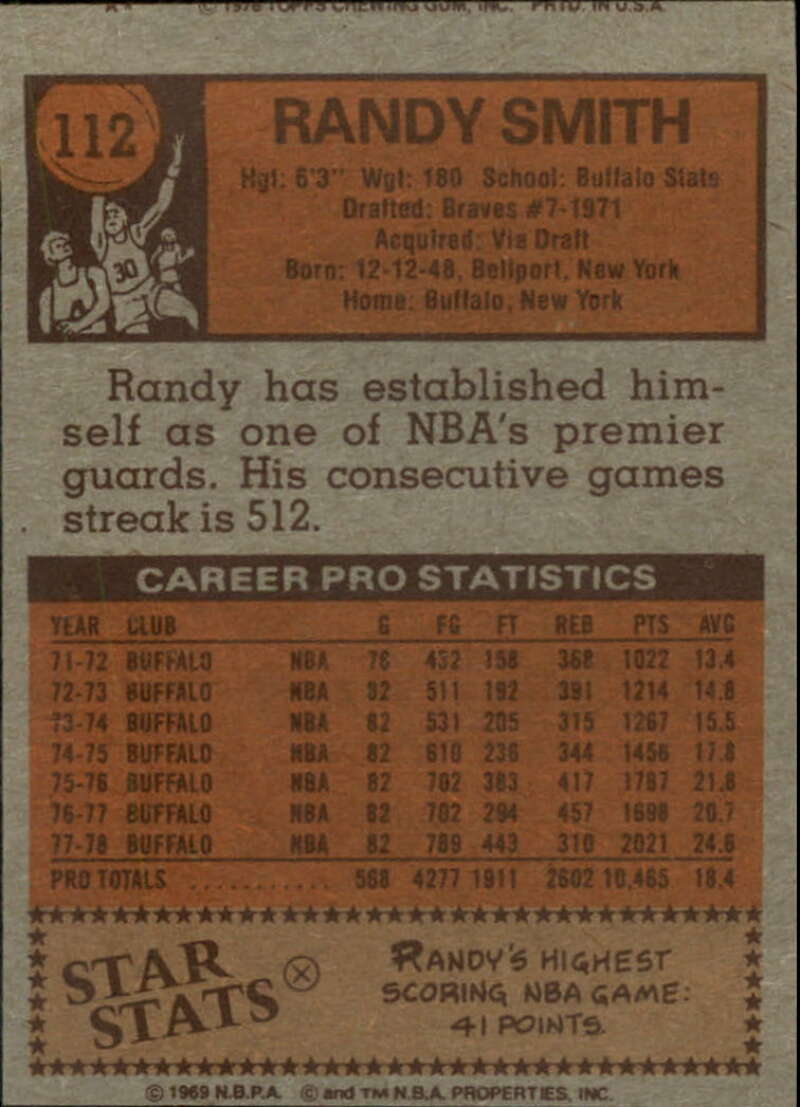 © 1978 TOPPS CHEWING GUM, INC. PRTD. IN U.S.A.
112
RANDY SMITH
Hgt: 6'3" Wgt: 180 School: Buffalo State
Drafted: Braves #7-1971
Acquired: Via Draft
Born: 12-12-48, Bellport, New York
Home: Buffalo, New York
30
Randy has established him-
self as one of NBA's premier
guards. His consecutive games
streak is 512.
CAREER PRO STATISTICS
YEAR CLUB G FG FT REB PTS AVG
71-72 BUFFALO NBA 76 432 158 368 1022 13.4
72-73 BUFFALO NBA 82 511 192 391 1214 14.8
73-74 BUFFALO NBA 82 531 205 315 1267 15.5
74-75 BUFFALO NBA 82 610 236 344 1456 17.8
75-76 BUFFALO NBA 82 702 383 417 1787 21.8
76-77 BUFFALO NBA 82 702 294 457 1698 20.7
77-78 BUFFALO NBA 82 789 443 310 2021 24.6
PRO TOTALS ............ 568 4277 1911 2602 10,465 18.4
STAR
STATS
RANDY'S HIGHEST
SCORING NBA GAME:
41 POINTS.
© 1969 N.B.P.A. © and TM N.B.A. PROPERTIES, INC.